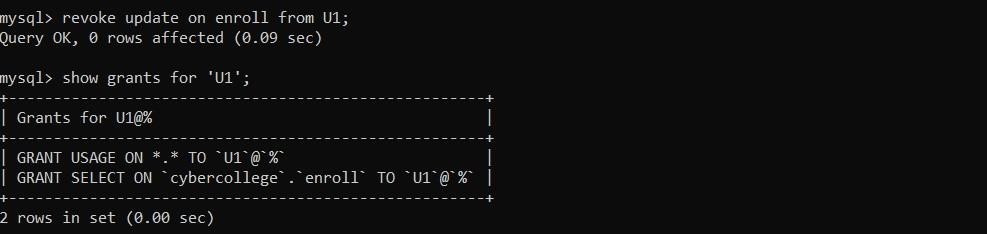 mysql> revoke update on enroll from U1;
Query OK, 0 rows affected (0.09 sec)
mysql> show grants for 'U1';
+-------------------------------------------------------+
| Grants for U1@%                                       |
+-------------------------------------------------------+
| GRANT USAGE ON *.* TO `U1`@`%`                        |
| GRANT SELECT ON `cybercollege`.`enroll` TO `U1`@`%` |
+-------------------------------------------------------+
2 rows in set (0.00 sec)